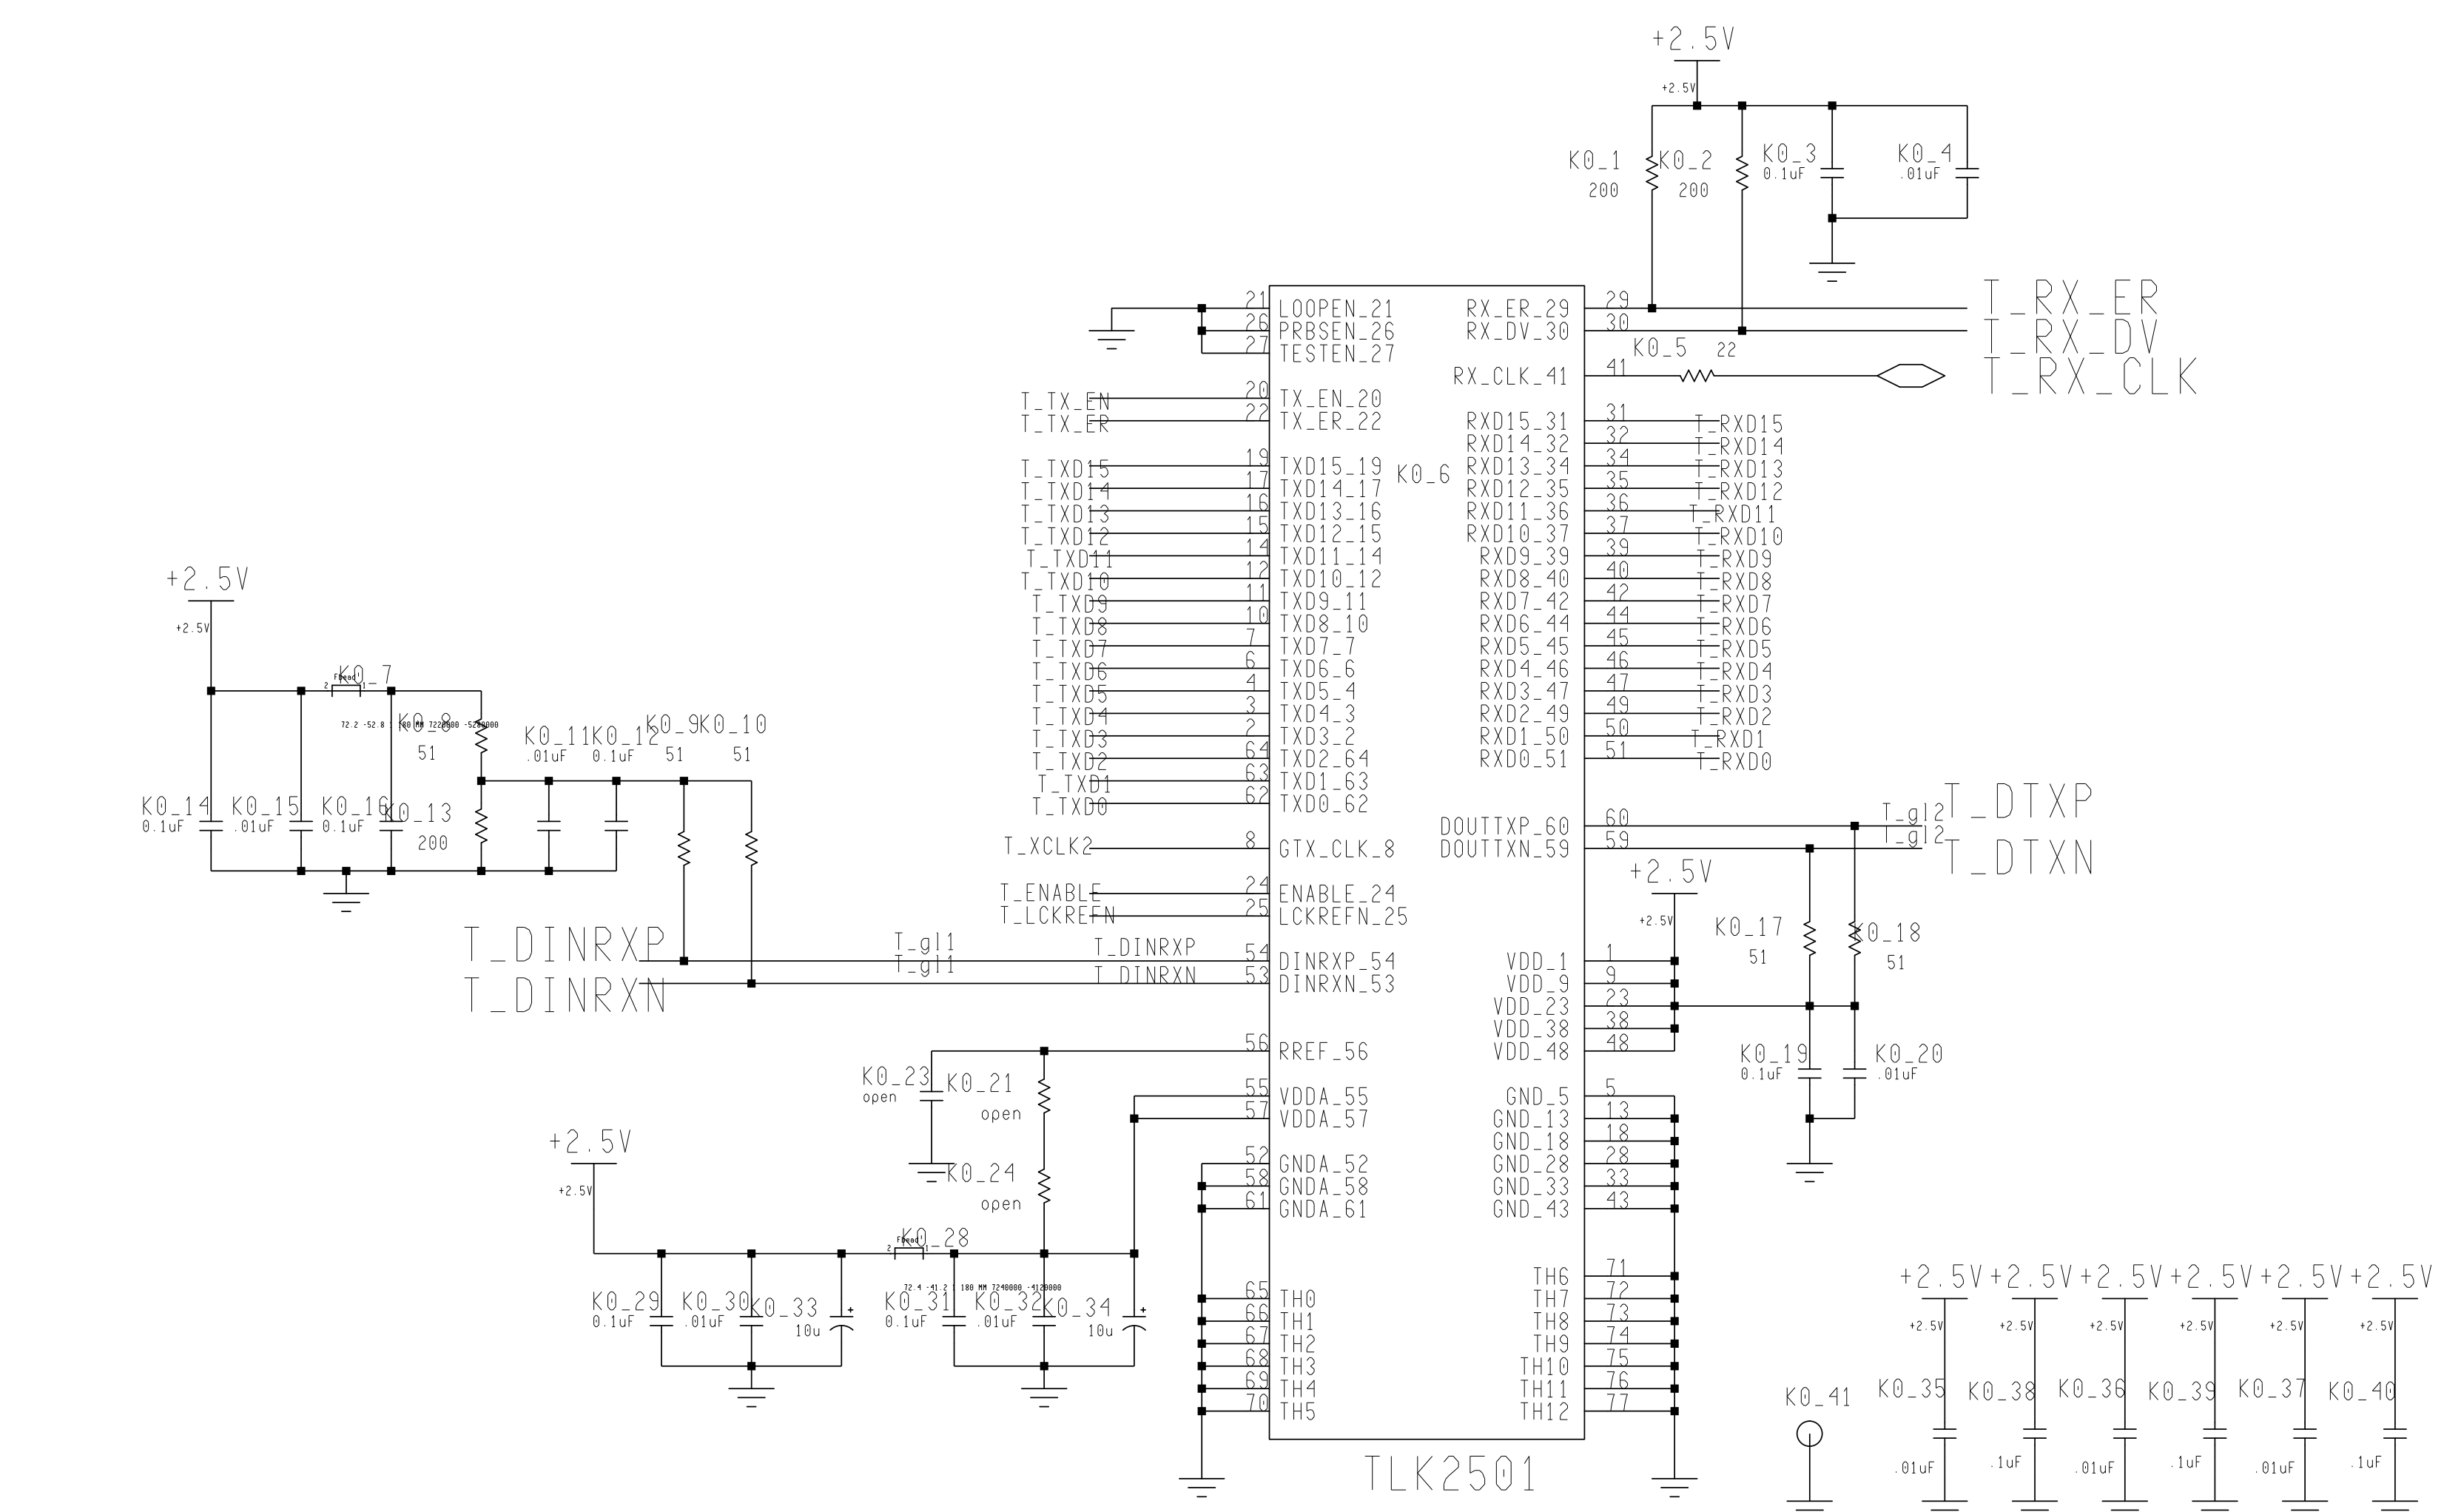 +2.5V
+2.5V
K0_1
200
K0_2
200
K0_3
0.1uF
K0_4
.01uF
21 LOOPEN_21
26 PRBSEN_26
27 TESTEN_27
T_TX_EN 20 TX_EN_20
T_TX_ER 22 TX_ER_22
T_TXD15 19 TXD15_19
T_TXD14 17 TXD14_17
T_TXD13 16 TXD13_16
T_TXD12 15 TXD12_15
T_TXD11 14 TXD11_14
T_TXD10 12 TXD10_12
T_TXD9 11 TXD9_11
T_TXD8 10 TXD8_10
T_TXD7 7 TXD7_7
T_TXD6 6 TXD6_6
T_TXD5 4 TXD5_4
T_TXD4 3 TXD4_3
T_TXD3 2 TXD3_2
T_TXD2 64 TXD2_64
T_TXD1 63 TXD1_63
T_TXD0 62 TXD0_62
T_XCLK2 8 GTX_CLK_8
T_ENABLE 24 ENABLE_24
T_LCKREFN 25 LCKREFN_25
T_DINRXP T_gl1 T_DINRXP 54 DINRXP_54
T_DINRXN T_gl1 T_DINRXN 53 DINRXN_53
56 RREF_56
55 VDDA_55
57 VDDA_57
52 GNDA_52
58 GNDA_58
61 GNDA_61
65 TH0
66 TH1
67 TH2
68 TH3
69 TH4
70 TH5
K0_6
RX_ER_29 29 T_RX_ER
RX_DV_30 30 T_RX_DV
K0_5 22
RX_CLK_41 41 T_RX_CLK
RXD15_31 31 T_RXD15
RXD14_32 32 T_RXD14
RXD13_34 34 T_RXD13
RXD12_35 35 T_RXD12
RXD11_36 36 T_RXD11
RXD10_37 37 T_RXD10
RXD9_39 39 T_RXD9
RXD8_40 40 T_RXD8
RXD7_42 42 T_RXD7
RXD6_44 44 T_RXD6
RXD5_45 45 T_RXD5
RXD4_46 46 T_RXD4
RXD3_47 47 T_RXD3
RXD2_49 49 T_RXD2
RXD1_50 50 T_RXD1
RXD0_51 51 T_RXD0
DOUTTXP_60 60 T_gl2 T_DTXP
DOUTTXN_59 59 T_gl2 T_DTXN
+2.5V
+2.5V
K0_17
51
K0_18
51
VDD_1 1
VDD_9 9
VDD_23 23
VDD_38 38
VDD_48 48
K0_19
0.1uF
K0_20
.01uF
GND_5 5
GND_13 13
GND_18 18
GND_28 28
GND_33 33
GND_43 43
TH6 71
TH7 72
TH8 73
TH9 74
TH10 75
TH11 76
TH12 77
TLK2501
+2.5V
+2.5V
K0_7
Fbead
2 1
K0_8
51
K0_11
.01uF
K0_12
0.1uF
K0_9
51
K0_10
51
K0_14
0.1uF
K0_15
.01uF
K0_16
0.1uF
K0_13
200
K0_23
open
K0_21
open
K0_24
open
+2.5V
+2.5V
K0_28
Fbead
2 1
K0_29
0.1uF
K0_30
.01uF
K0_33
10u
+
K0_31
0.1uF
K0_32
.01uF
K0_34
10u
+
K0_41
+2.5V +2.5V +2.5V +2.5V +2.5V +2.5V
+2.5V +2.5V +2.5V +2.5V +2.5V +2.5V
K0_35 K0_38 K0_36 K0_39 K0_37 K0_40
.01uF .1uF .01uF .1uF .01uF .1uF